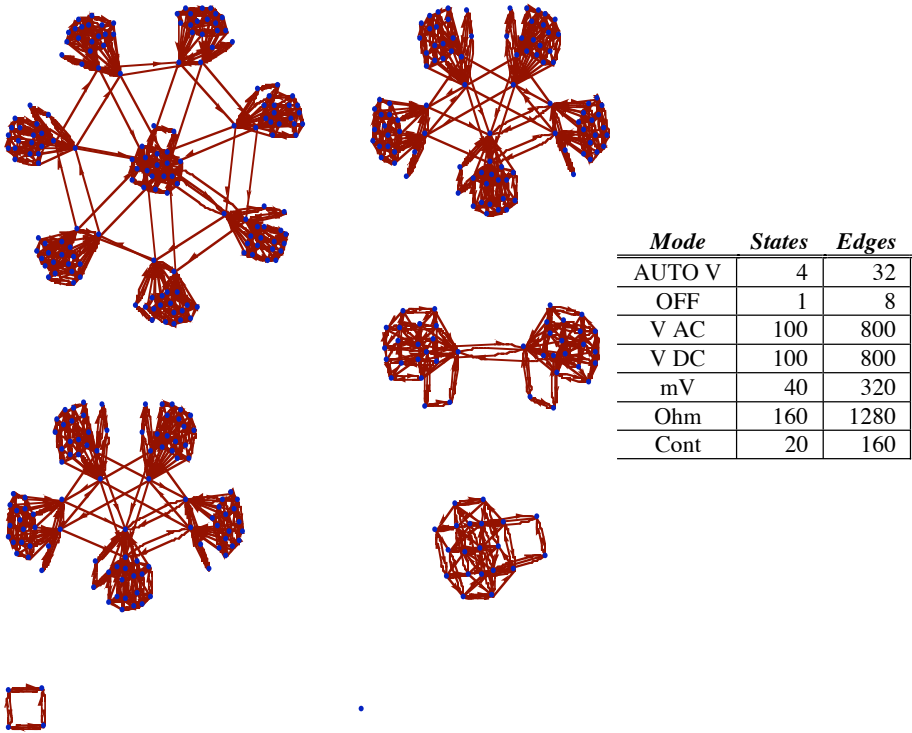 Mode States Edges
AUTO V 4 32
OFF 1 8
V AC 100 800
V DC 100 800
mV 40 320
Ohm 160 1280
Cont 20 160